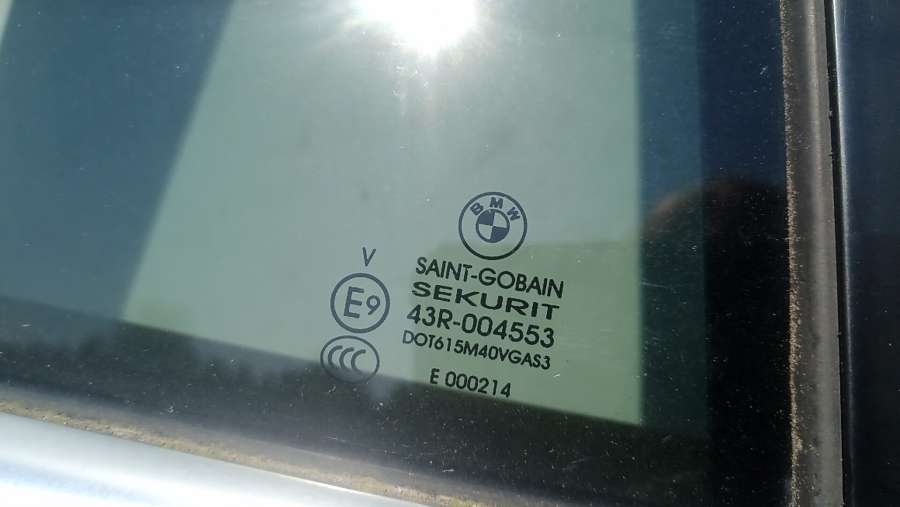 BMW
SAINT-GOBAIN
SEKURIT
43R-004553
DOT615M40VGAS3
E 000214
V
E9
CCC